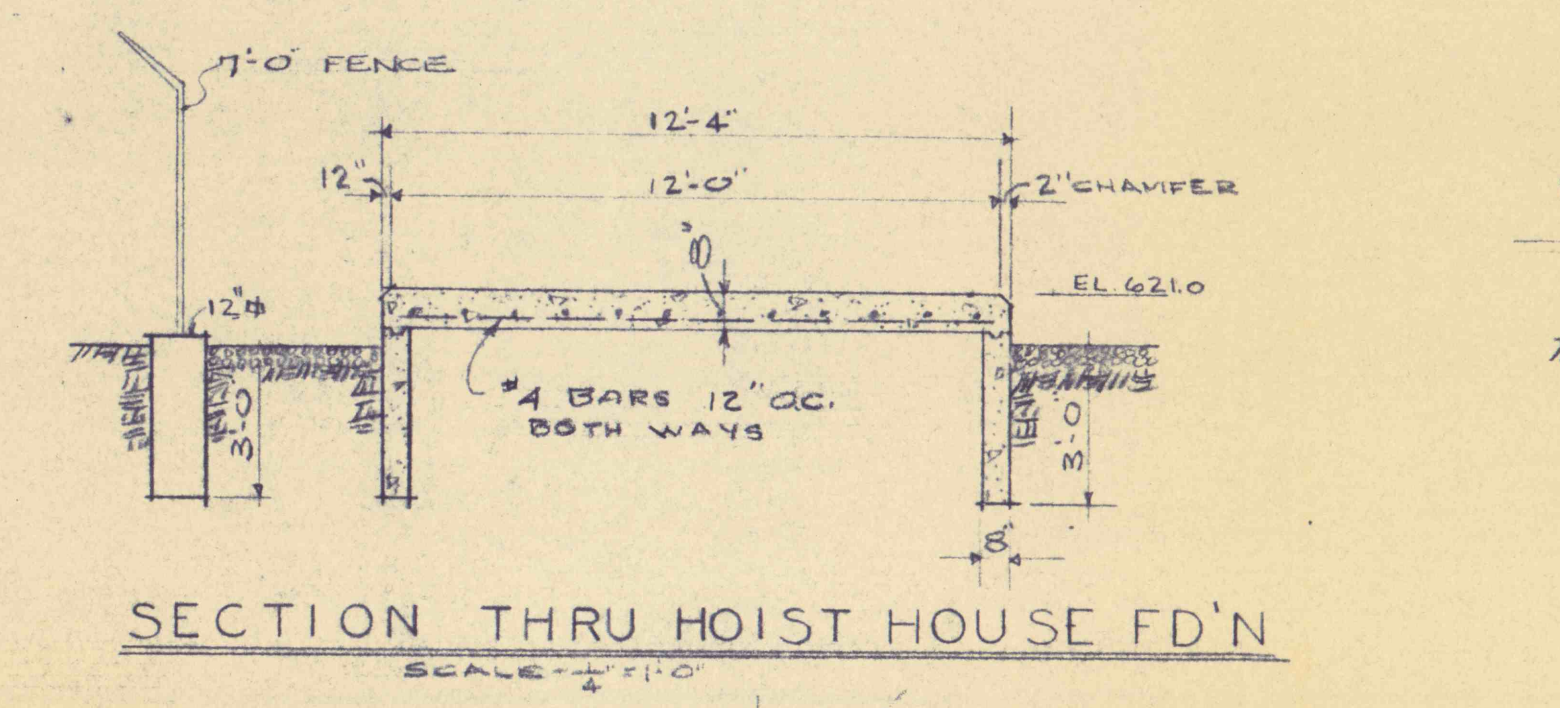 7'-0" FENCE
12'-4"
12"
12'-0"
2" CHAMFER
8"
EL. 621.0
12"⌀
#4 BARS 12" O.C.
BOTH WAYS
3'-0"
3'-0"
8"
SECTION THRU HOIST HOUSE FD'N
SCALE - 1/4" = 1'-0"